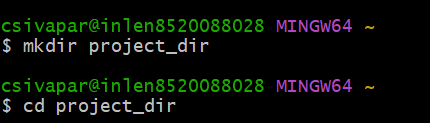 csivapar@inlen8520088028 MINGW64 ~
$ mkdir project_dir
csivapar@inlen8520088028 MINGW64 ~
$ cd project_dir